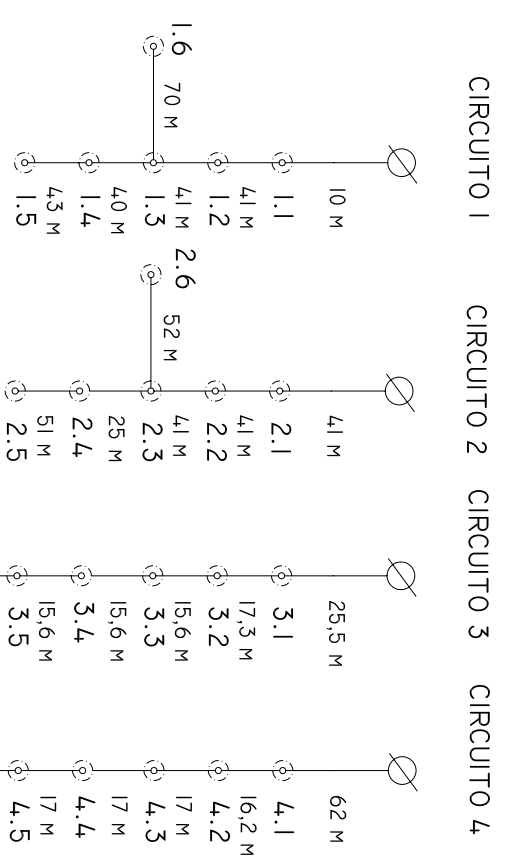 CIRCUITO 1
10 M
1.1
41 M
1.2
41 M
1.3
70 M
1.6
40 M
1.4
43 M
1.5
CIRCUITO 2
41 M
2.1
41 M
2.2
41 M
2.3
52 M
2.6
25 M
2.4
51 M
2.5
CIRCUITO 3
25,5 M
3.1
17,3 M
3.2
15,6 M
3.3
15,6 M
3.4
15,6 M
3.5
CIRCUITO 4
62 M
4.1
16,2 M
4.2
17 M
4.3
17 M
4.4
17 M
4.5